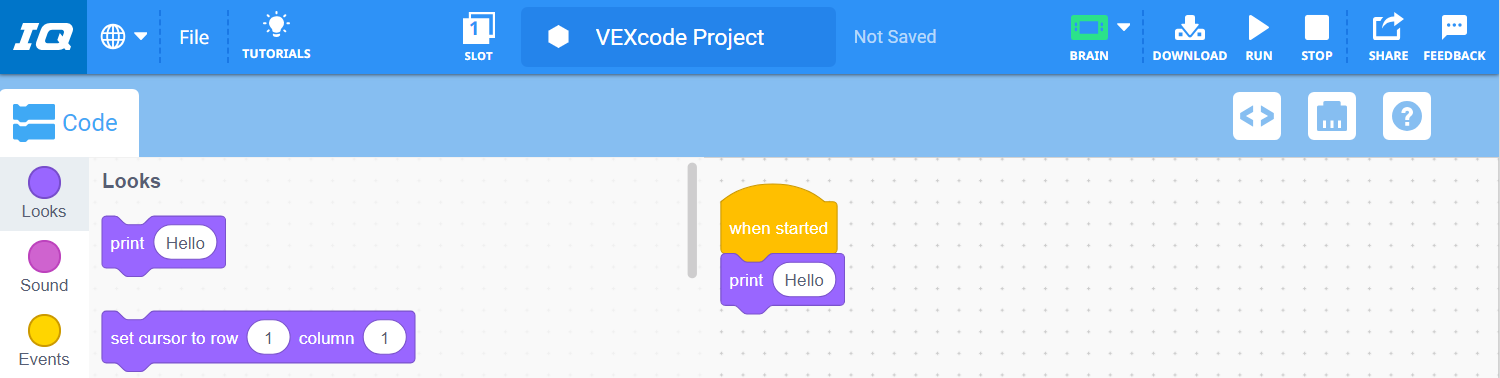 IQ
File
TUTORIALS
1
SLOT
VEXcode Project
Not Saved
BRAIN
DOWNLOAD
RUN
STOP
SHARE
FEEDBACK
Code
<>
?
Looks
Sound
Events
Looks
print Hello
set cursor to row 1 column 1
when started
print Hello